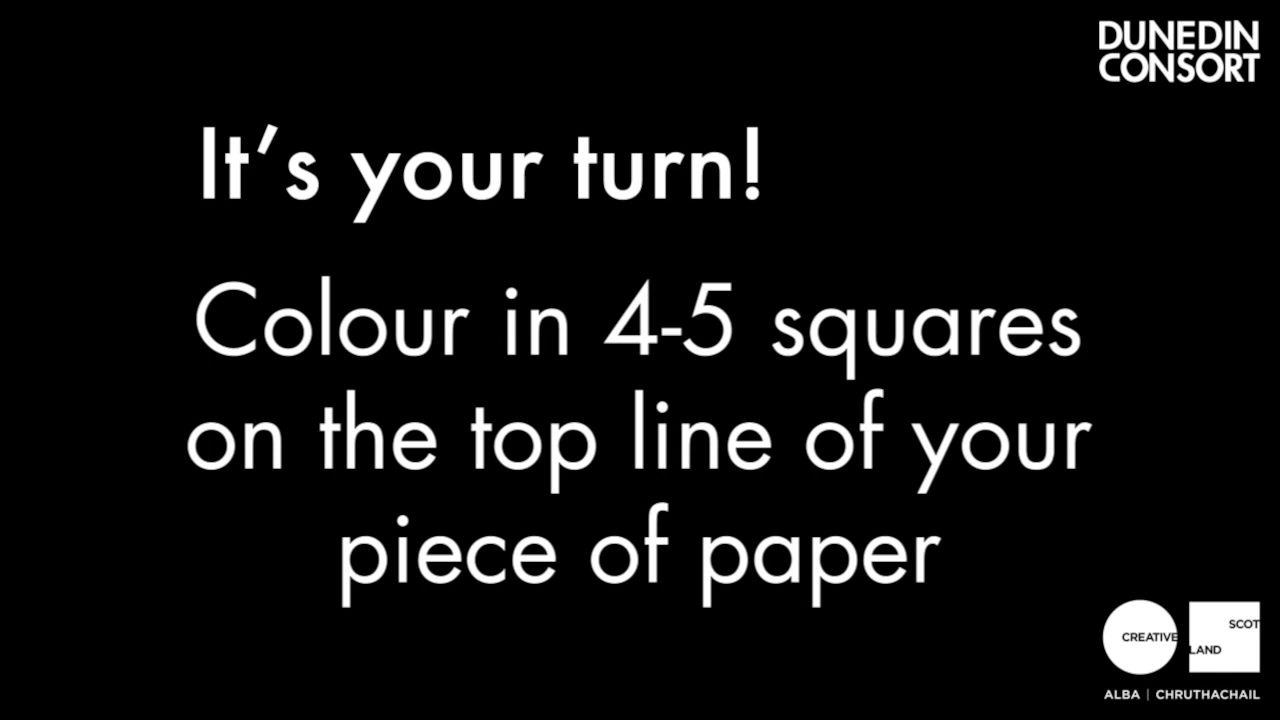 DUNEDIN
CONSORT
It’s your turn!
Colour in 4-5 squares
on the top line of your
piece of paper
CREATIVE SCOT
LAND
ALBA | CHRUTHACHAIL